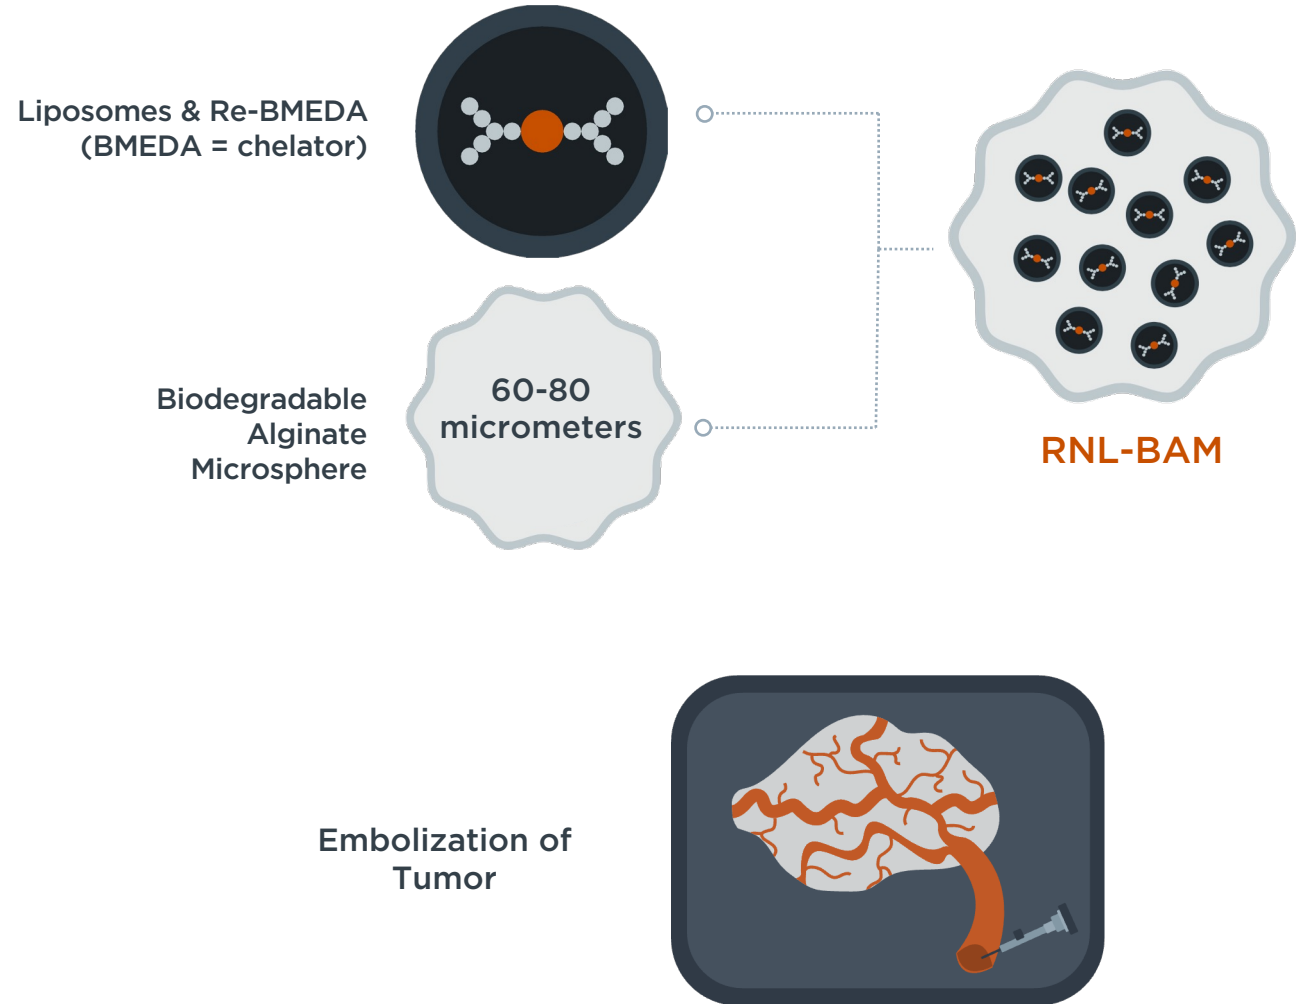 Liposomes & Re-BMEDA
(BMEDA = chelator)
60-80
micrometers
Biodegradable
Alginate
Microsphere
RNL-BAM
Embolization of
Tumor